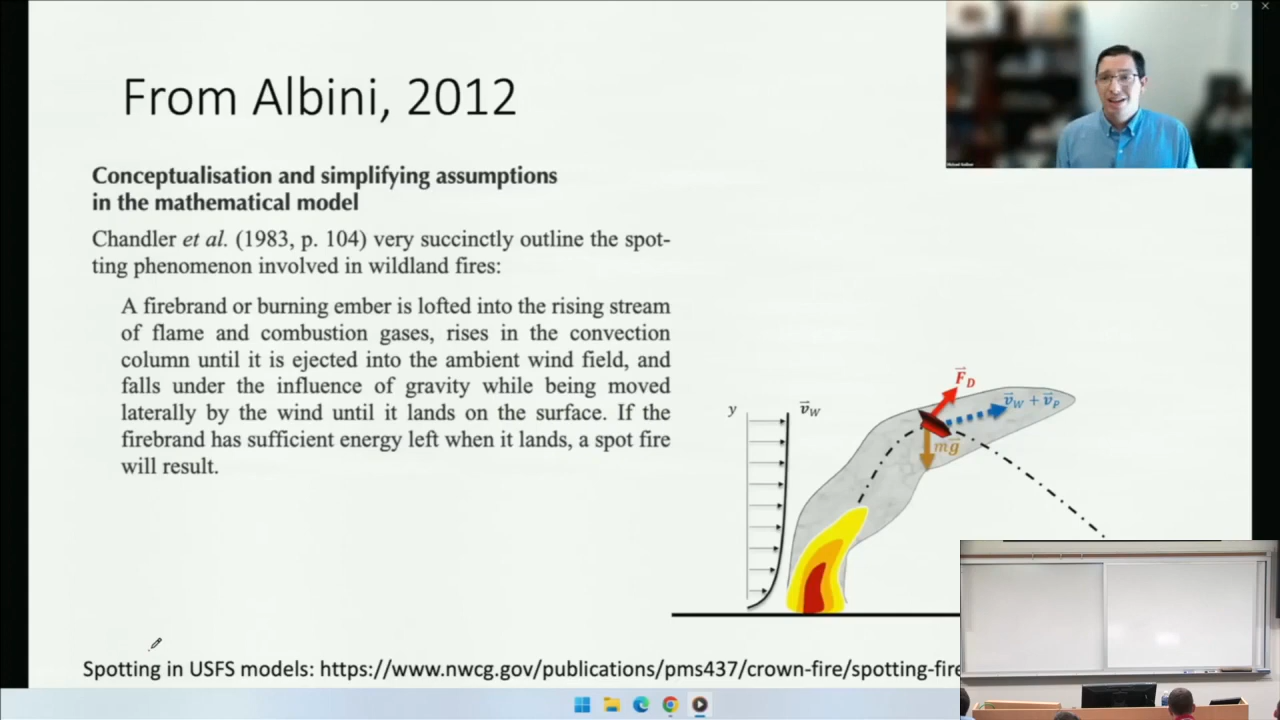 From Albini, 2012
Conceptualisation and simplifying assumptions
in the mathematical model
Chandler et al. (1983, p. 104) very succinctly outline the spot-
ting phenomenon involved in wildland fires:
A firebrand or burning ember is lofted into the rising stream
of flame and combustion gases, rises in the convection
column until it is ejected into the ambient wind field, and
falls under the influence of gravity while being moved
laterally by the wind until it lands on the surface. If the
firebrand has sufficient energy left when it lands, a spot fire
will result.
y
v⃗_W
F⃗_D
v⃗_W + v⃗_P
mg⃗
Spotting in USFS models: https://www.nwcg.gov/publications/pms437/crown-fire/spotting-fire